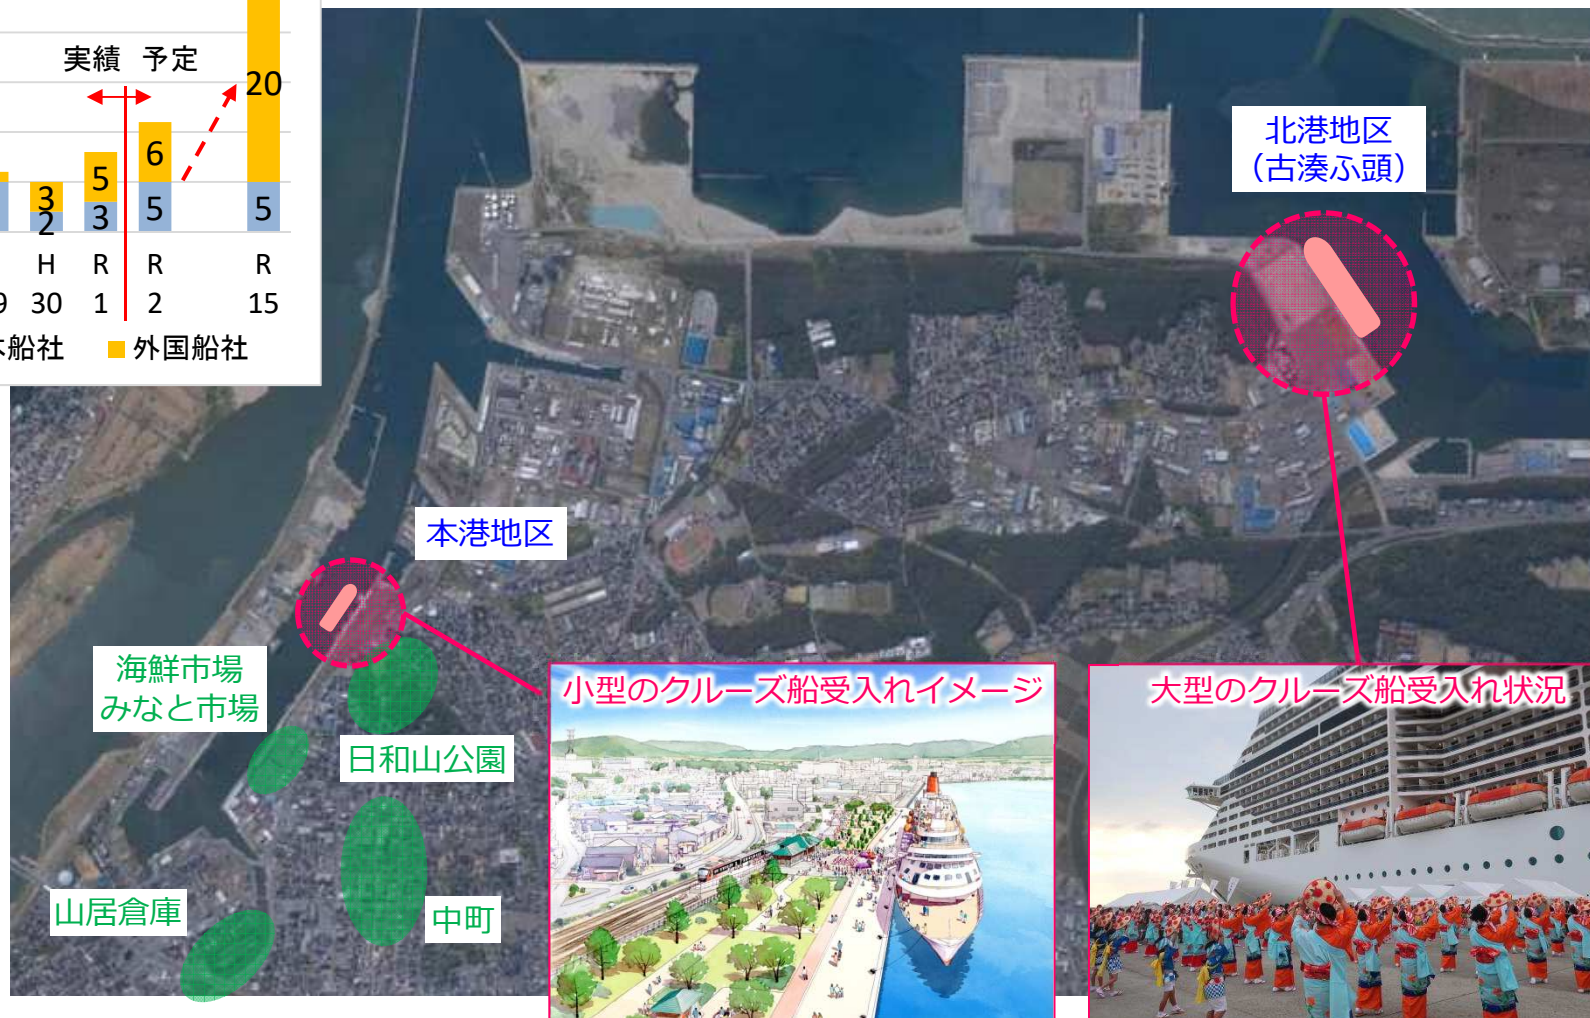 実績 予定
20
6
5
3
5
5
3
2
H R R R
9 30 1 2 15
船社 外国船社
北港地区
（古湊ふ頭）
本港地区
海鮮市場
みなと市場
日和山公園
山居倉庫
中町
小型のクルーズ船受入れイメージ
大型のクルーズ船受入れ状況